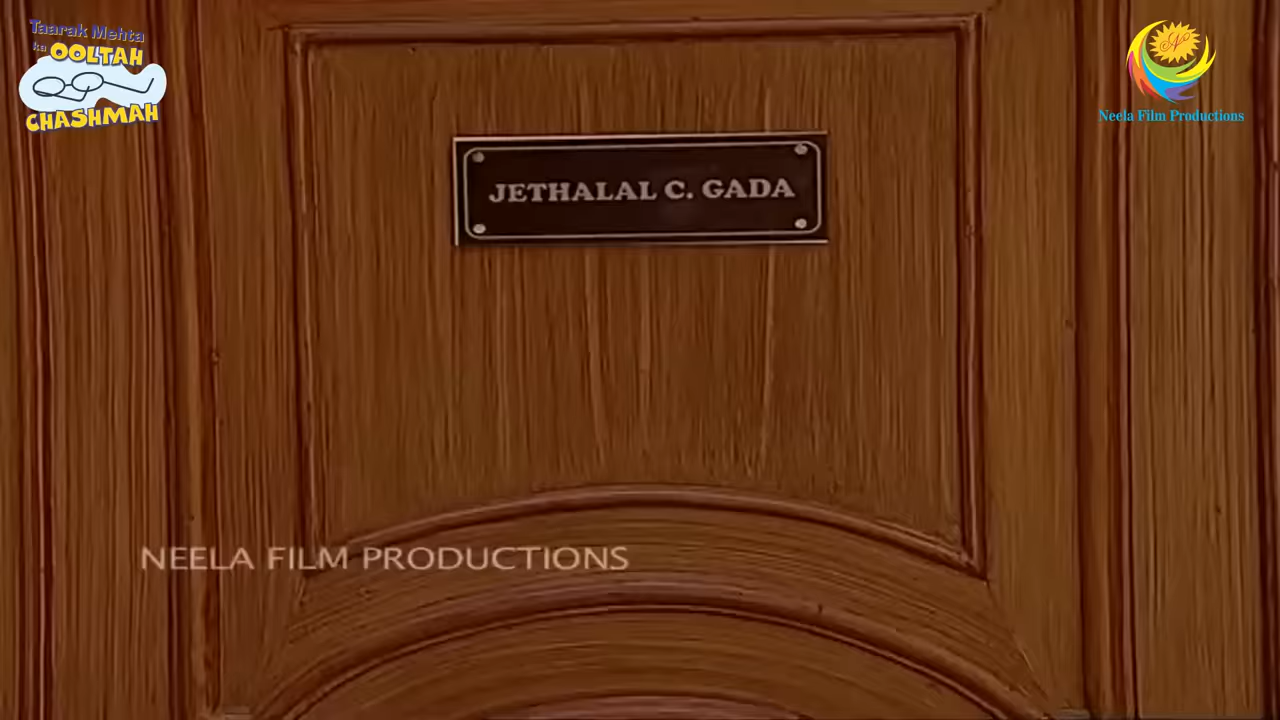 Taarak Mehta
ka OOLTAH
CHASHMAH
Neela Film Productions
JETHALAL C. GADA
NEELA FILM PRODUCTIONS